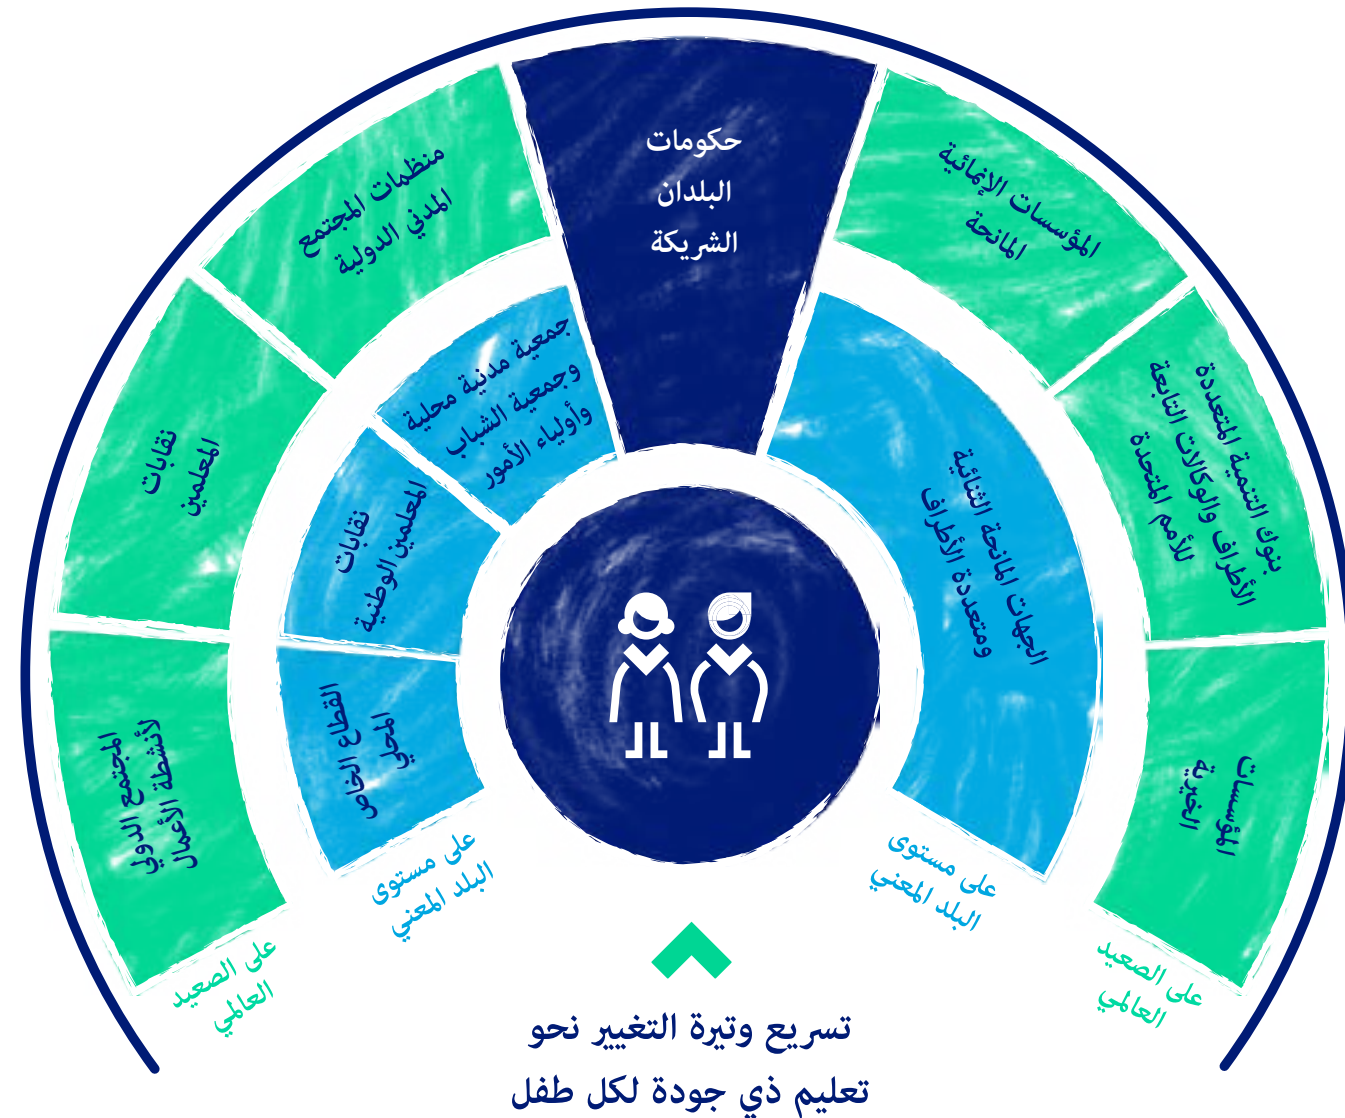 حكومات
البلدان
الشريكة
المؤسسات الإنمائية
المانحة
بنوك التنمية المتعددة
الأطراف والوكالات التابعة
للأمم المتحدة
المؤسسات
الخيرية
على الصعيد
العالمي
الجهات المانحة الثنائية
ومتعددة الأطراف
على مستوى
البلد المعني
منظمات المجتمع
المدني الدولية
نقابات
المعلمين
المجتمع الدولي
لأنشطة الأعمال
على الصعيد
العالمي
جمعية مدنية محلية
وجمعية الشباب
وأولياء الأمور
نقابات
المعلمين الوطنية
القطاع الخاص
المحلي
على مستوى
البلد المعني
تسريع وتيرة التغيير نحو
تعليم ذي جودة لكل طفل